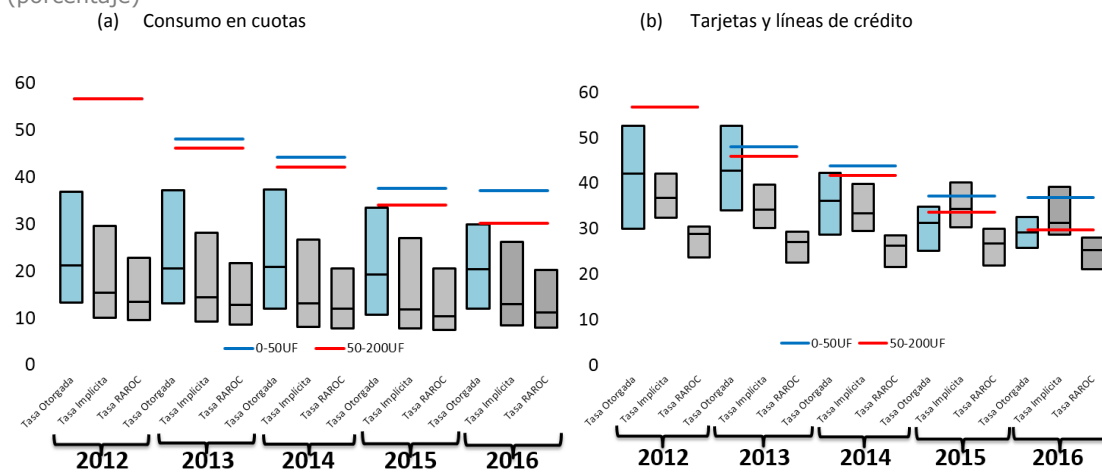 (porcentaje)
(a) Consumo en cuotas
60
50
40
30
20
10
0
0-50UF
50-200UF
Tasa Otorgada
Tasa Implícita
Tasa RAROC
Tasa Otorgada
Tasa Implícita
Tasa RAROC
Tasa Otorgada
Tasa Implícita
Tasa RAROC
Tasa Otorgada
Tasa Implícita
Tasa RAROC
Tasa Otorgada
Tasa Implícita
Tasa RAROC
2012
2013
2014
2015
2016
(b) Tarjetas y líneas de crédito
60
50
40
30
20
10
0
0-50UF
50-200UF
Tasa Otorgada
Tasa Implícita
Tasa RAROC
Tasa Otorgada
Tasa Implícita
Tasa RAROC
Tasa Otorgada
Tasa Implícita
Tasa RAROC
Tasa Otorgada
Tasa Implícita
Tasa RAROC
Tasa Otorgada
Tasa Implícita
Tasa RAROC
2012
2013
2014
2015
2016